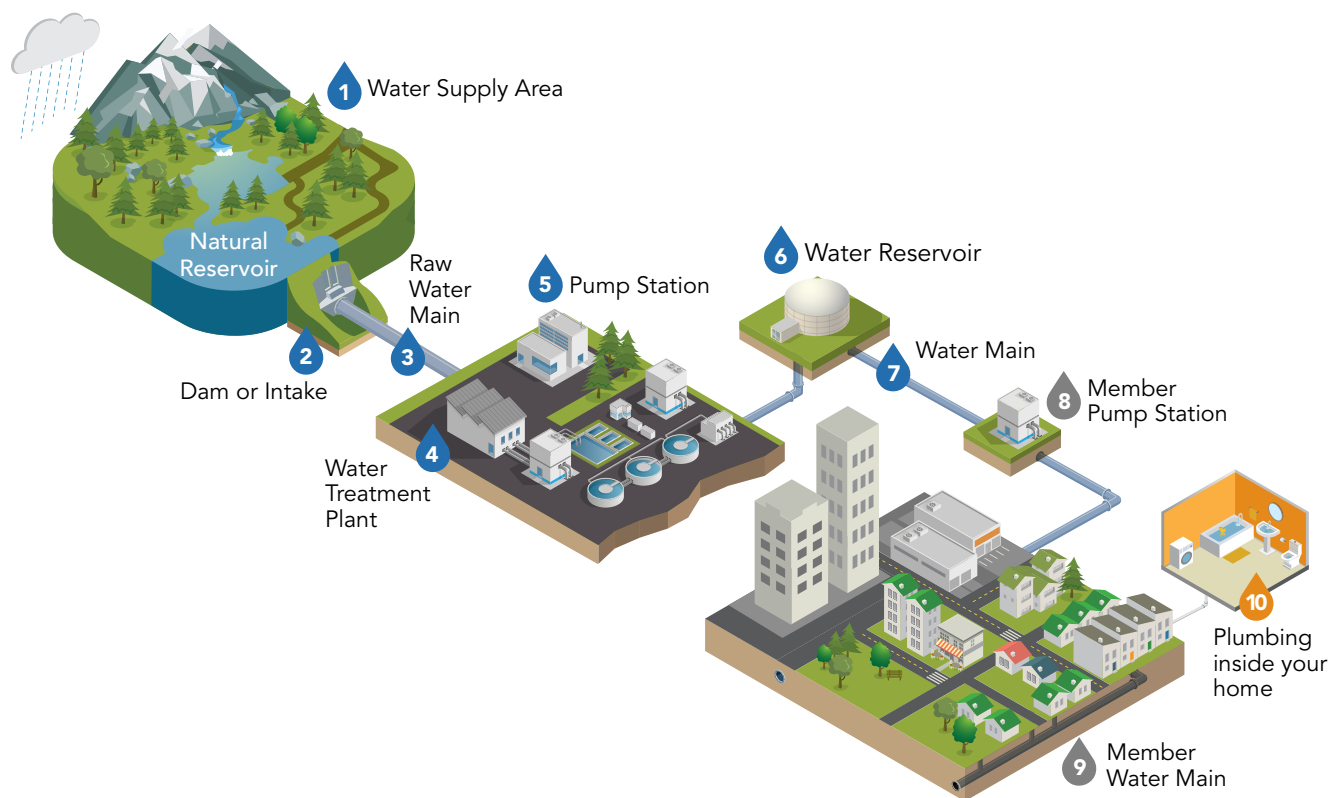 1 Water Supply Area
Natural
Reservoir
2
Dam or Intake
Raw
Water
Main
3
4
Water
Treatment
Plant
5 Pump Station
6 Water Reservoir
7
Water Main
8 Member
Pump Station
9 Member
Water Main
10
Plumbing
inside your
home